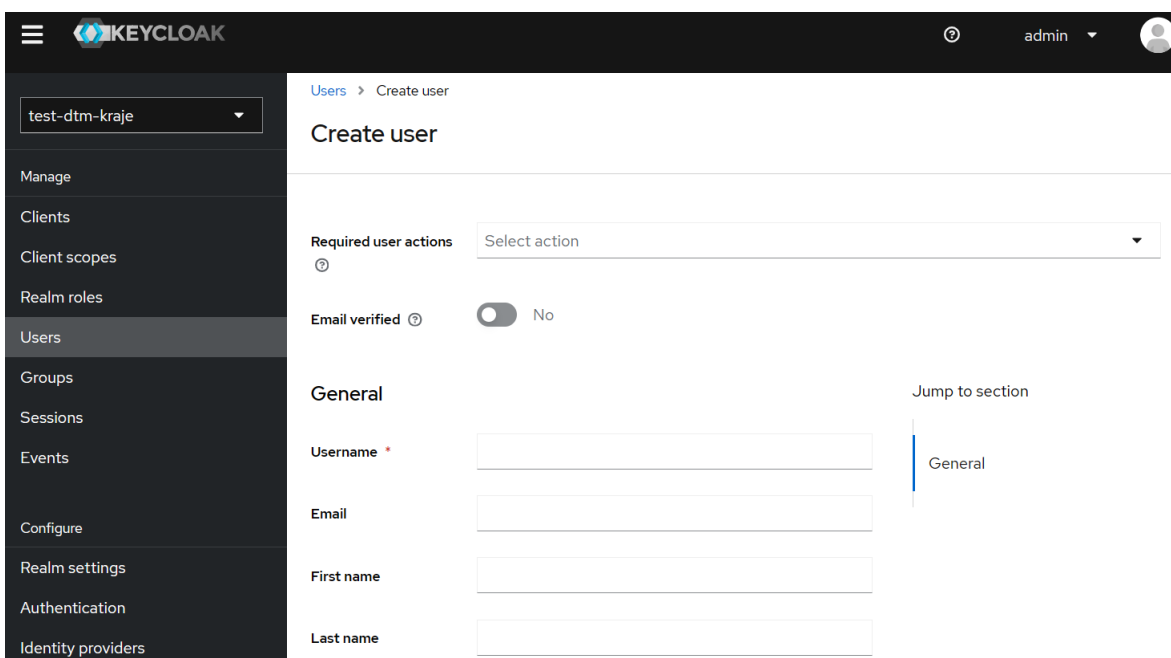 KEYCLOAK
admin
test-dtm-kraje
Manage
Clients
Client scopes
Realm roles
Users
Groups
Sessions
Events
Configure
Realm settings
Authentication
Identity providers
Users > Create user
Create user
Required user actions
Select action
Email verified
No
General
Username *
Email
First name
Last name
Jump to section
General